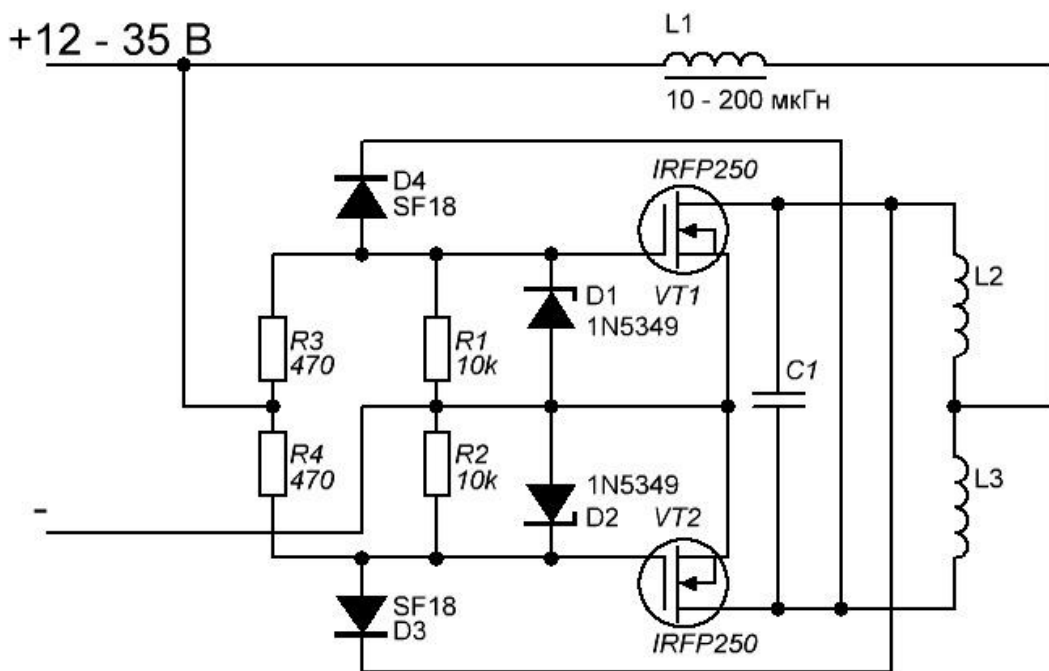 L1
+12 - 35 В
10 - 200 мкГн
IRFP250
D4
SF18
VT1
L2
D1
1N5349
R3
470
R1
10k
C1
R4
470
R2
10k
1N5349
D2
VT2
L3
-
SF18
D3
IRFP250